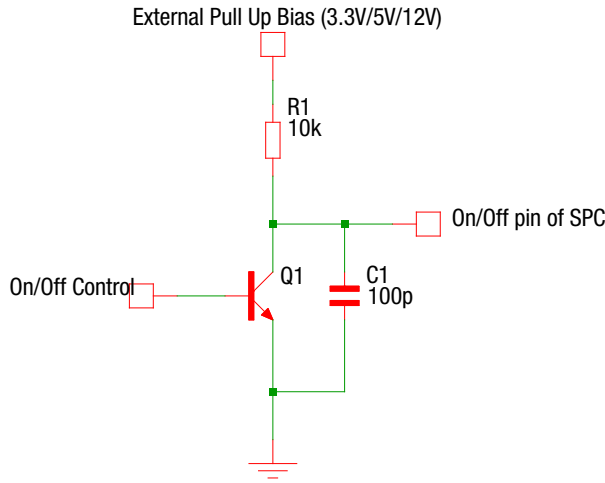 External Pull Up Bias (3.3V/5V/12V)
R1
10k
On/Off pin of SPC
On/Off Control
Q1
C1
100p